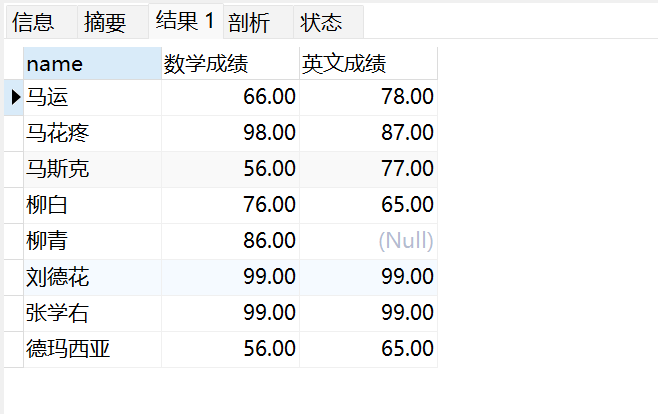 信息 摘要 结果 1 剖析 状态
name 数学成绩 英文成绩
马运 66.00 78.00
马花疼 98.00 87.00
马斯克 56.00 77.00
柳白 76.00 65.00
柳青 86.00 (Null)
刘德花 99.00 99.00
张学右 99.00 99.00
德玛西亚 56.00 65.00